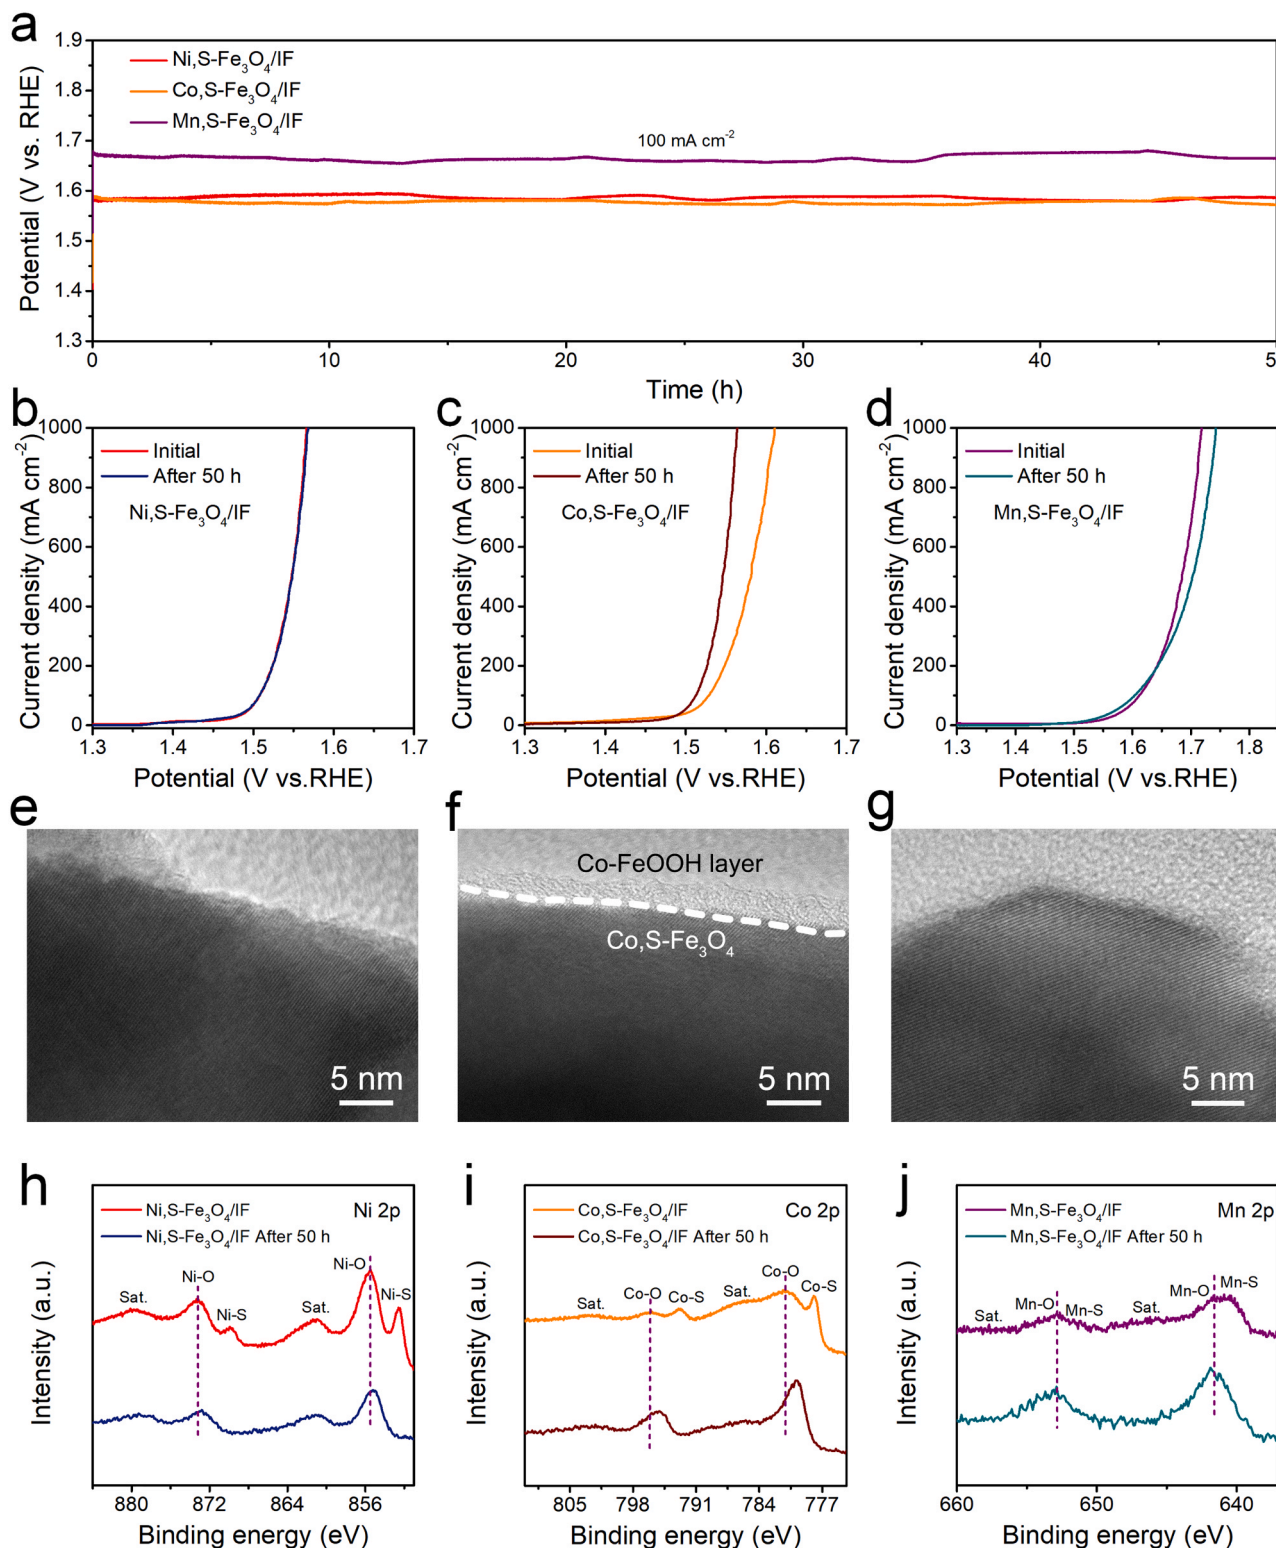 a
1.9
1.8
1.7
1.6
1.5
1.4
1.3
Potential (V vs. RHE)
Ni,S-Fe₃O₄/IF
Co,S-Fe₃O₄/IF
Mn,S-Fe₃O₄/IF
100 mA cm⁻²
0 10 20 30 40 5
Time (h)
b
1000
800
600
400
200
0
Current density (mA cm⁻²)
Initial
After 50 h
Ni,S-Fe₃O₄/IF
1.3 1.4 1.5 1.6 1.7
Potential (V vs.RHE)
c
1000
800
600
400
200
0
Current density (mA cm⁻²)
Initial
After 50 h
Co,S-Fe₃O₄/IF
1.3 1.4 1.5 1.6 1.7
Potential (V vs.RHE)
d
1000
800
600
400
200
0
Current density (mA cm⁻²)
Initial
After 50 h
Mn,S-Fe₃O₄/IF
1.3 1.4 1.5 1.6 1.7 1.8
Potential (V vs.RHE)
e
5 nm
f
Co-FeOOH layer
Co,S-Fe₃O₄
5 nm
g
5 nm
h
Ni,S-Fe₃O₄/IF
Ni 2p
Ni,S-Fe₃O₄/IF After 50 h
Sat.
Ni-O
Ni-S
Sat.
Ni-O
Ni-S
Intensity (a.u.)
880 872 864 856
Binding energy (eV)
i
Co,S-Fe₃O₄/IF
Co 2p
Co,S-Fe₃O₄/IF After 50 h
Sat.
Co-O
Co-S
Sat.
Co-O
Co-S
Intensity (a.u.)
805 798 791 784 777
Binding energy (eV)
j
Mn,S-Fe₃O₄/IF
Mn 2p
Mn,S-Fe₃O₄/IF After 50 h
Sat.
Mn-O
Mn-S
Sat.
Mn-O
Mn-S
Intensity (a.u.)
660 650 640
Binding energy (eV)